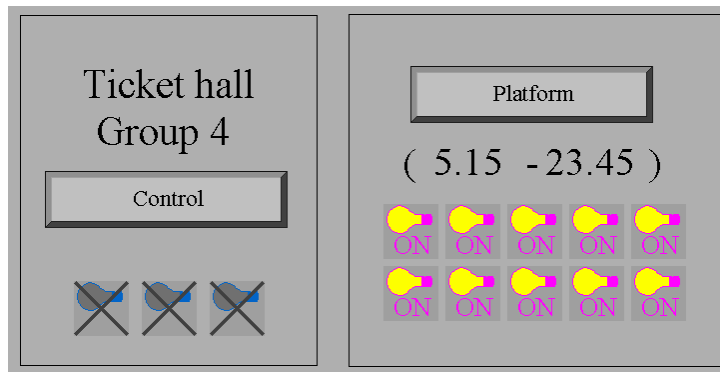 Ticket hall
Group 4
Control
Platform
( 5.15 - 23.45 )
ON ON ON ON ON
ON ON ON ON ON